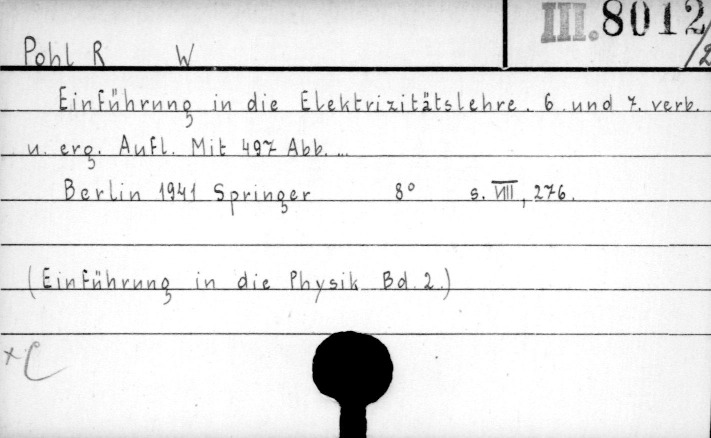 III. 8012/2
Pohl R W
Einführung in die Elektrizitätslehre. 6. und 7. verb.
u. erg. Aufl. Mit 497 Abb. ...
Berlin 1941 Springer 8° s. VIII, 276.
(Einführung in die Physik Bd. 2.)
× C